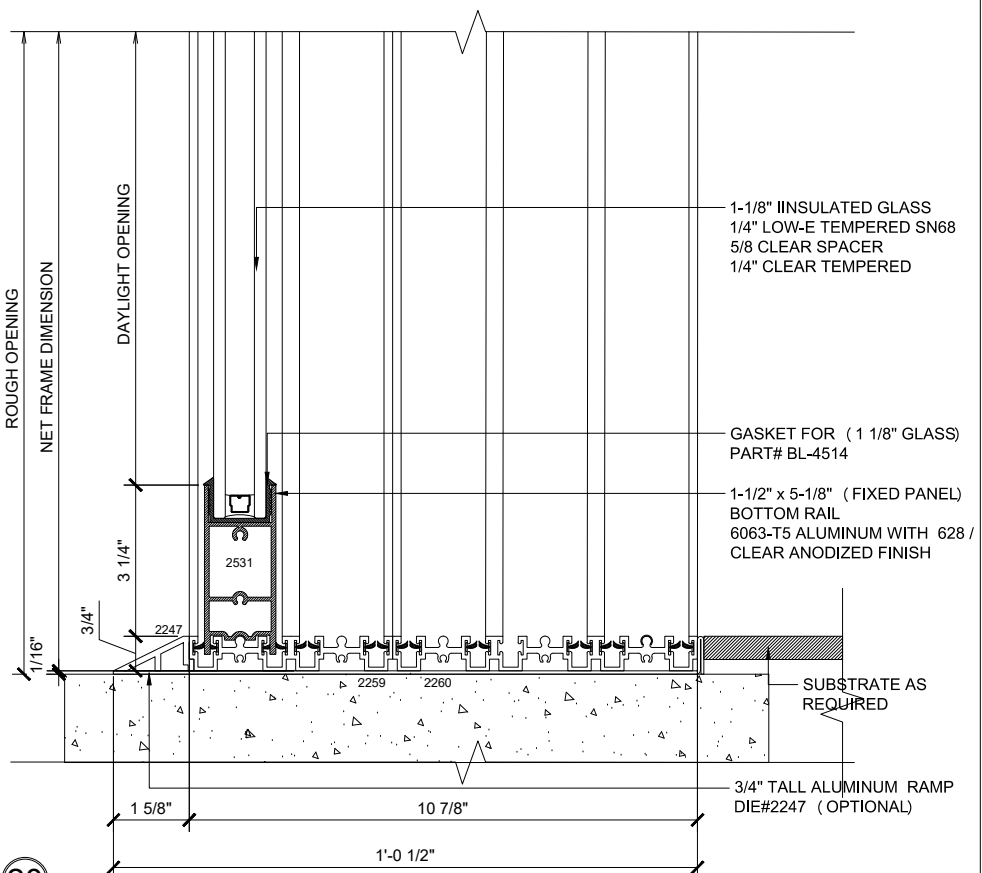 ROUGH OPENING
NET FRAME DIMENSION
DAYLIGHT OPENING
1-1/8" IINSULATED GLASS
1/4" LOW-E TEMPERED SN68
5/8 CLEAR SPACER
1/4" CLEAR TEMPERED
GASKET FOR ( 1 1/8" GLASS)
PART# BL-4514
1-1/2" x 5-1/8" (FIXED PANEL)
BOTTOM RAIL
6063-T5 ALUMINUM WITH 628 /
CLEAR ANODIZED FINISH
3 1/4"
2531
3/4"
2247
1/16"
2259
2260
SUBSTRATE AS
REQUIRED
3/4" TALL ALUMINUM RAMP
DIE#2247 (OPTIONAL)
1 5/8"
10 7/8"
1'-0 1/2"